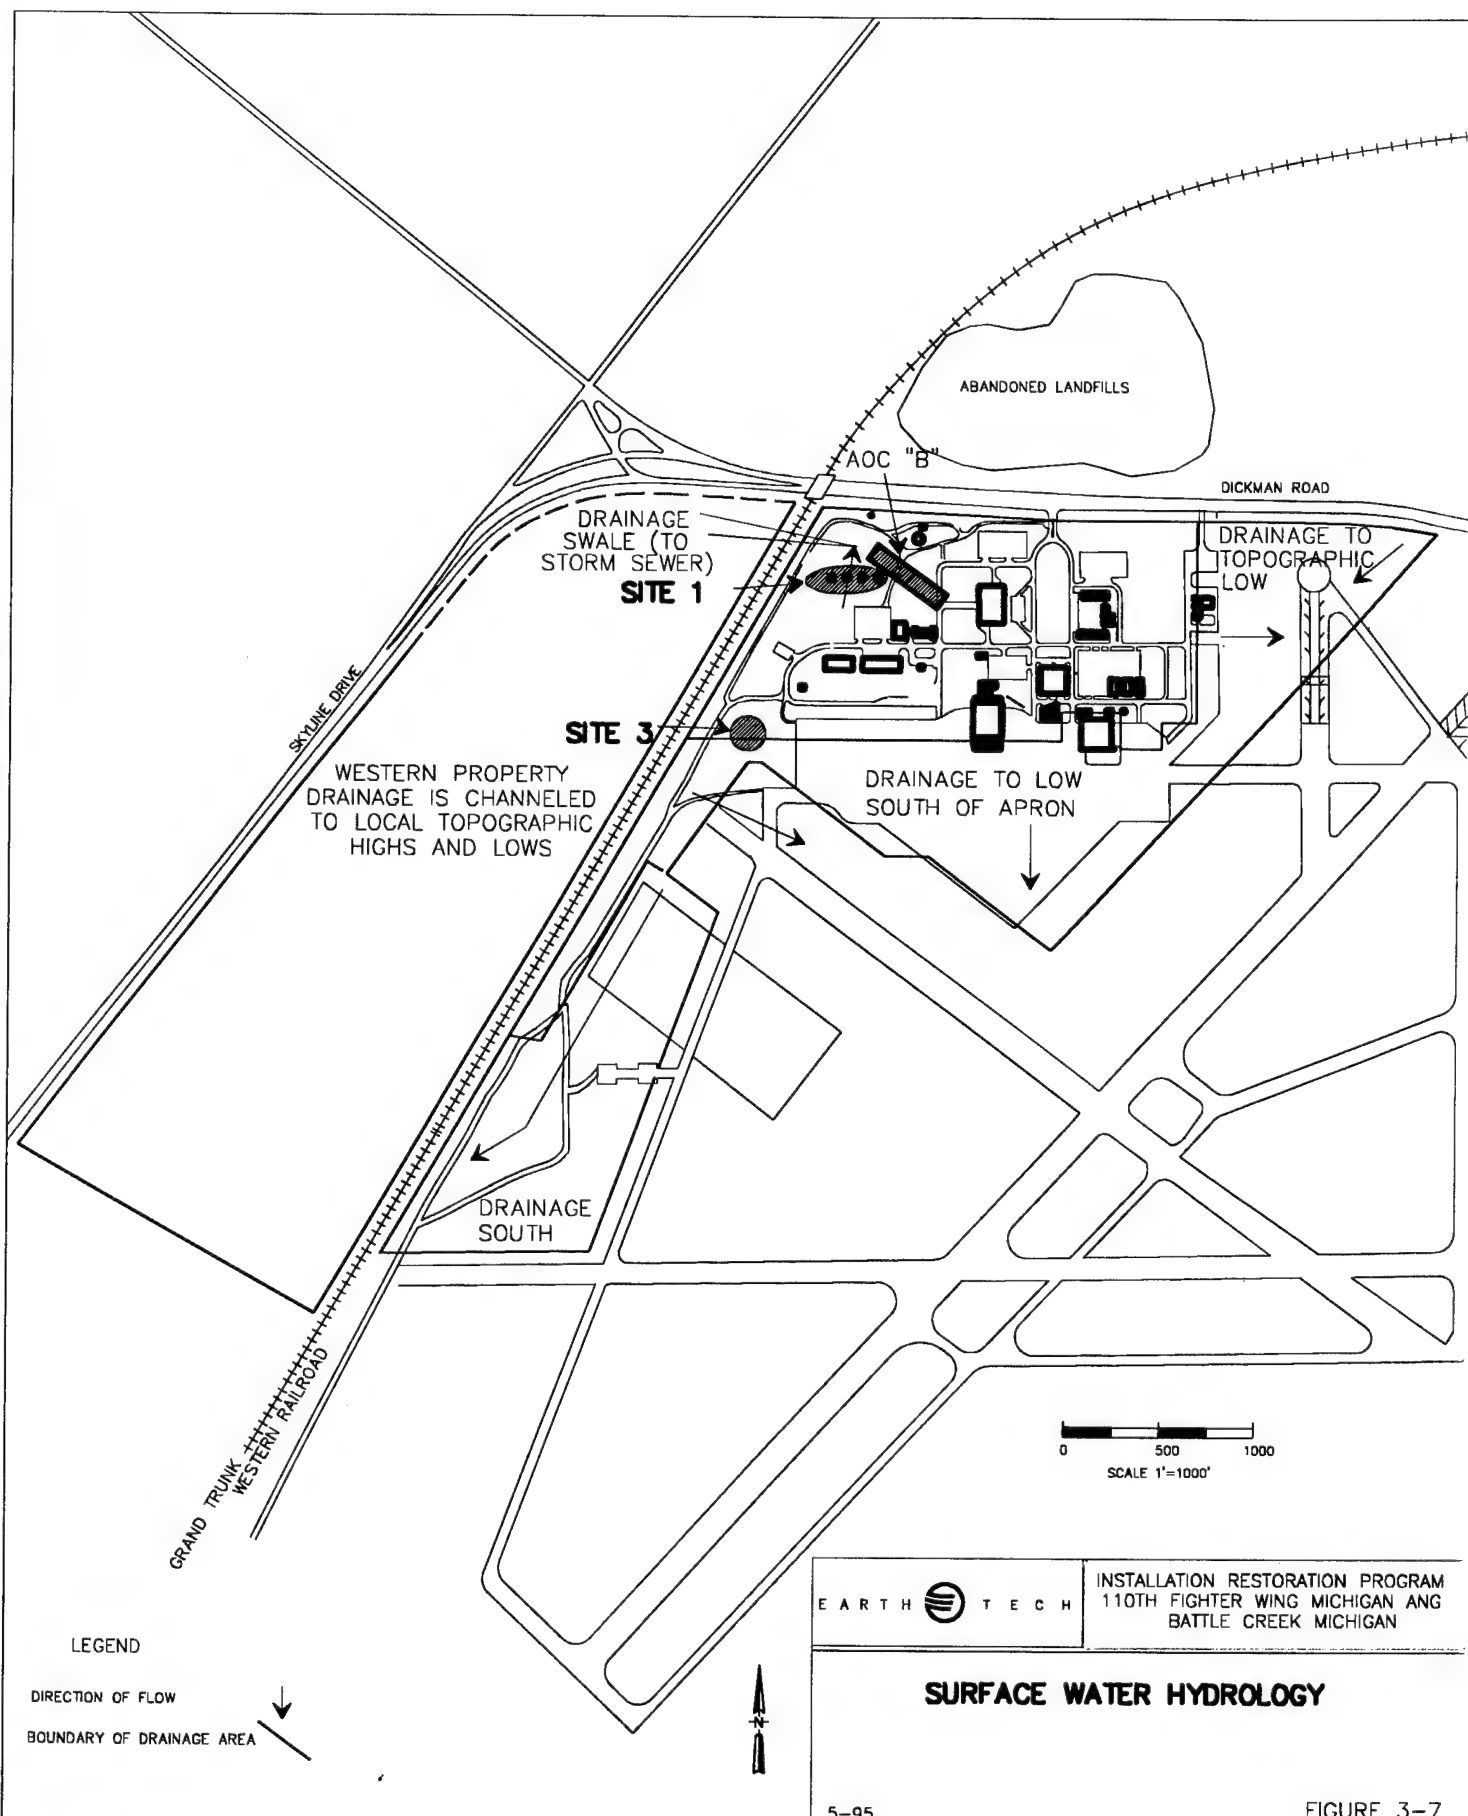 ABANDONED LANDFILLS
AOC "B"
DICKMAN ROAD
DRAINAGE
SWALE (TO
STORM SEWER)
SITE 1
DRAINAGE TO
TOPOGRAPHIC
LOW
SKYLINE DRIVE
SITE 3
WESTERN PROPERTY
DRAINAGE IS CHANNELED
TO LOCAL TOPOGRAPHIC
HIGHS AND LOWS
DRAINAGE TO LOW
SOUTH OF APRON
DRAINAGE
SOUTH
GRAND TRUNK
WESTERN RAILROAD
0 500 1000
SCALE 1"=1000'
EARTH TECH
INSTALLATION RESTORATION PROGRAM
110TH FIGHTER WING MICHIGAN ANG
BATTLE CREEK MICHIGAN
LEGEND
DIRECTION OF FLOW
BOUNDARY OF DRAINAGE AREA
N
SURFACE WATER HYDROLOGY
5-95
FIGURE 3-7